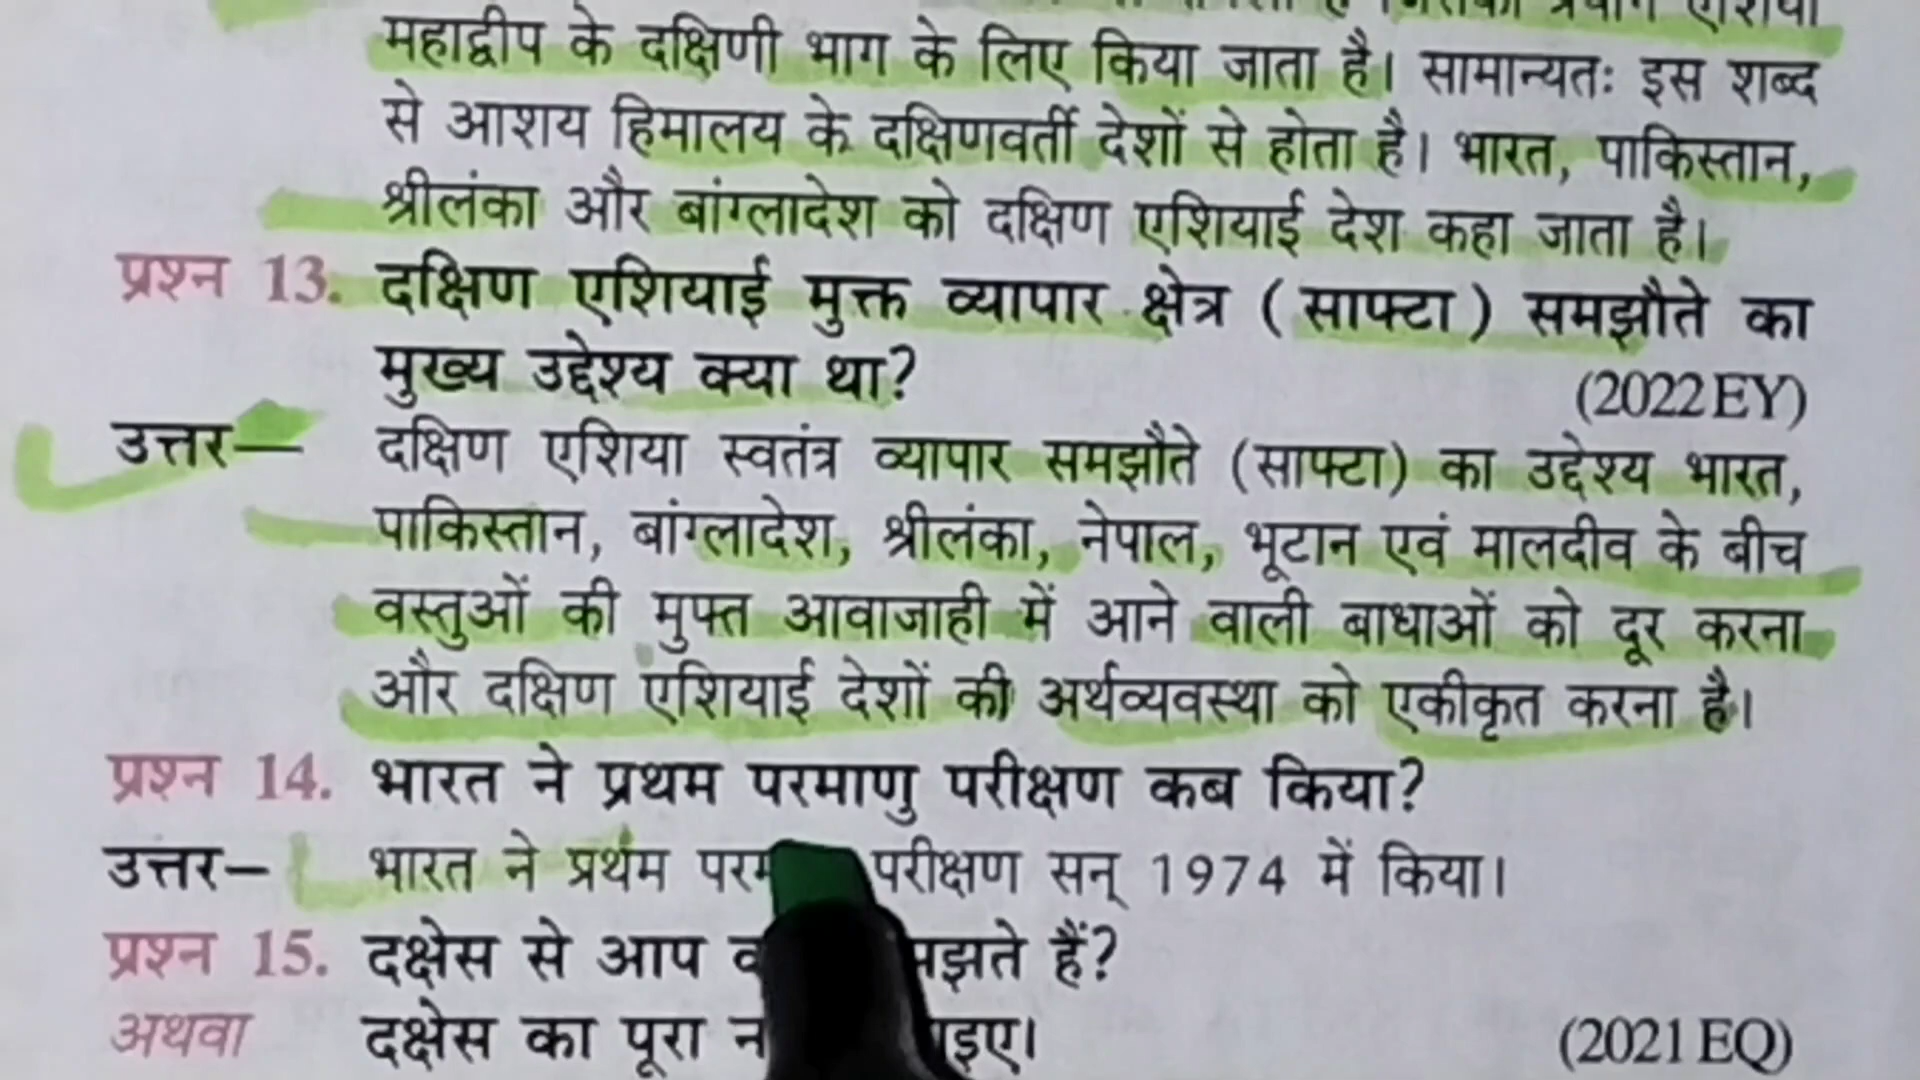 महाद्वीप के दक्षिणी भाग के लिए किया जाता है। सामान्यतः इस शब्द
से आशय हिमालय के दक्षिणवर्ती देशों से होता है। भारत, पाकिस्तान,
श्रीलंका और बांग्लादेश को दक्षिण एशियाई देश कहा जाता है।
प्रश्न 13. दक्षिण एशियाई मुक्त व्यापार क्षेत्र (साफ्टा) समझौते का
मुख्य उद्देश्य क्या था? (2022 EY)
उत्तर— दक्षिण एशिया स्वतंत्र व्यापार समझौते (साफ्टा) का उद्देश्य भारत,
पाकिस्तान, बांग्लादेश, श्रीलंका, नेपाल, भूटान एवं मालदीव के बीच
वस्तुओं की मुफ्त आवाजाही में आने वाली बाधाओं को दूर करना
और दक्षिण एशियाई देशों की अर्थव्यवस्था को एकीकृत करना है।
प्रश्न 14. भारत ने प्रथम परमाणु परीक्षण कब किया?
उत्तर– भारत ने प्रथम परीक्षण सन् 1974 में किया।
प्रश्न 15. दक्षेस से आप हैं?
अथवा दक्षेस का पूरा (2021 EQ)